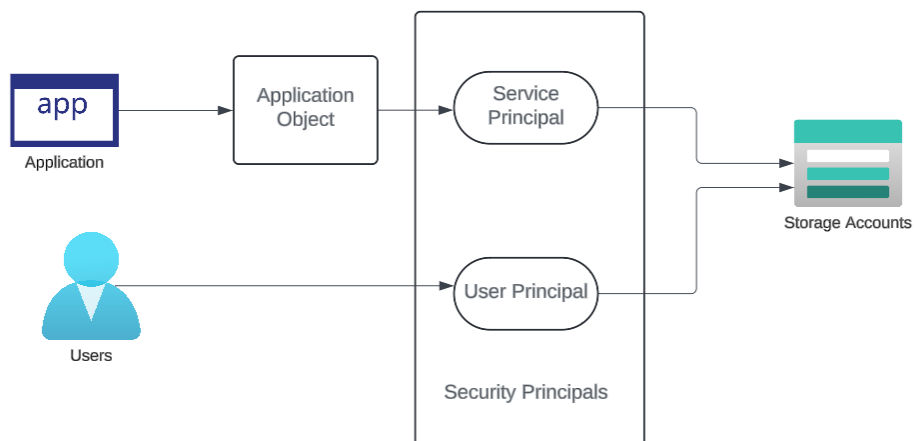 app
Application
Application
Object
Service
Principal
Storage Accounts
Users
User Principal
Security Principals